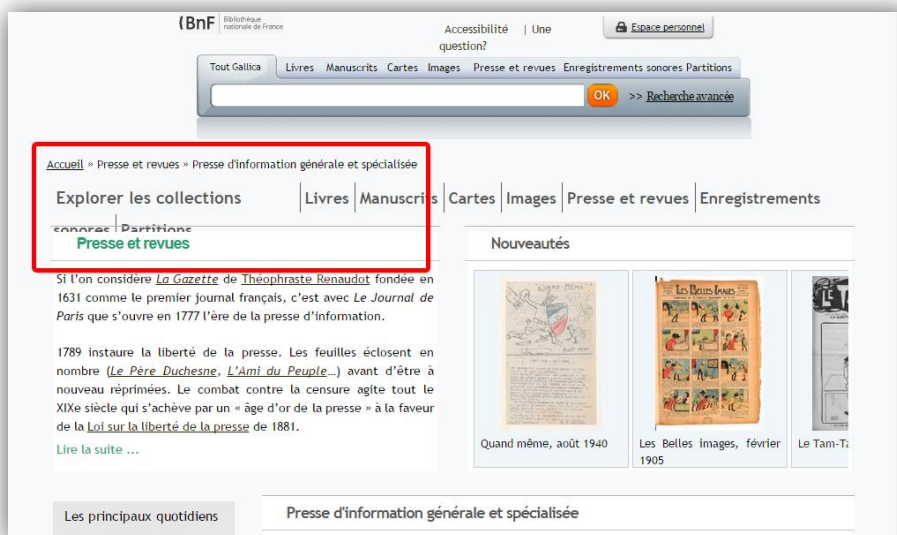 (BnF Bibliothèque
nationale de France
Accessibilité | Une
question?
Espace personnel
Tout Gallica Livres Manuscrits Cartes Images Presse et revues Enregistrements sonores Partitions
OK >> Recherche avancée
Accueil » Presse et revues » Presse d'information générale et spécialisée
Explorer les collections Livres Manuscrits Cartes Images Presse et revues Enregistrements
sonores Partitions
Presse et revues
Si l'on considère La Gazette de Théophraste Renaudot fondée en
1631 comme le premier journal français, c'est avec Le Journal de
Paris que s'ouvre en 1777 l'ère de la presse d'information.
1789 instaure la liberté de la presse. Les feuilles éclosent en
nombre (Le Père Duchesne, L'Ami du Peuple…) avant d'être à
nouveau réprimées. Le combat contre la censure agite tout le
XIXe siècle qui s'achève par un « âge d'or de la presse » à la faveur
de la Loi sur la liberté de la presse de 1881.
Lire la suite ...
Nouveautés
LES BELLES IMAGES
Quand même, août 1940
Les Belles images, février
1905
Le Tam-Ta
Les principaux quotidiens
Presse d'information générale et spécialisée